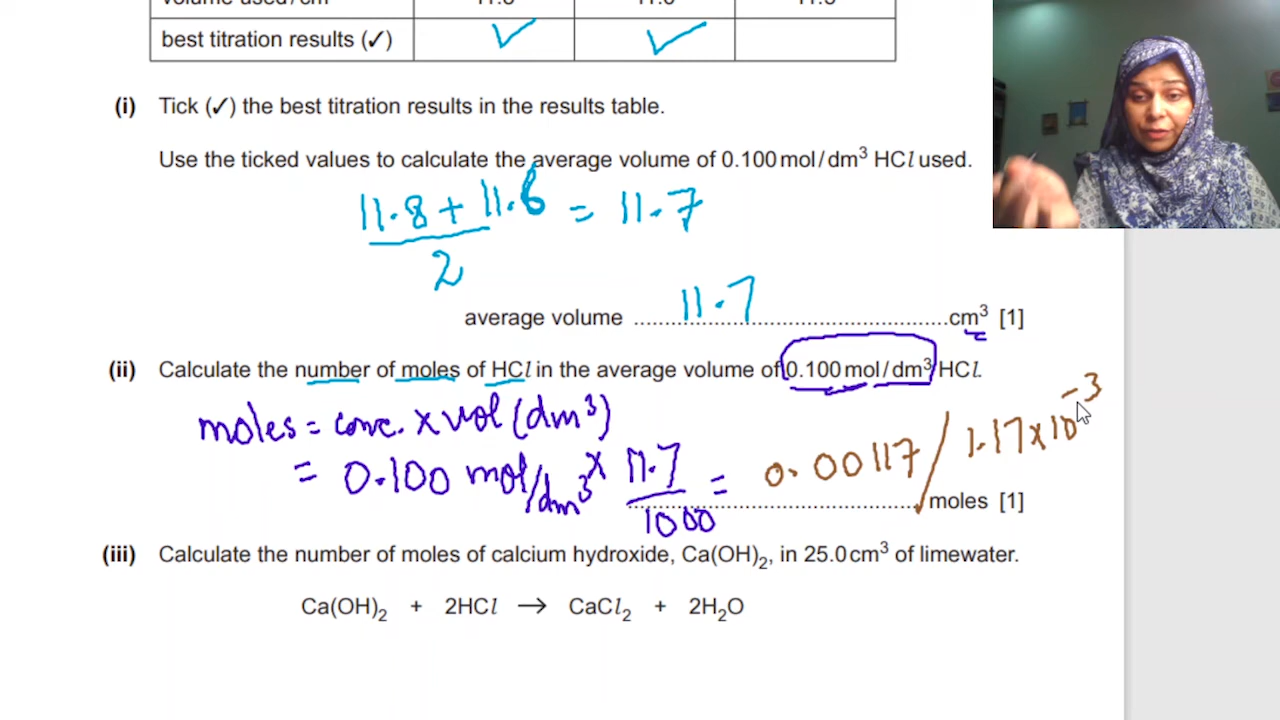 best titration results (✓) ✓ ✓
(i) Tick (✓) the best titration results in the results table.
Use the ticked values to calculate the average volume of 0.100 mol/dm³ HCl used.
11.8 + 11.6 = 11.7
2
average volume 11.7 cm³ [1]
(ii) Calculate the number of moles of HCl in the average volume of 0.100 mol/dm³ HCl.
moles = conc. × vol (dm³)
= 0.100 mol/dm³ × 11.7 = 0.00117 / 1.17×10⁻³
1000
moles [1]
(iii) Calculate the number of moles of calcium hydroxide, Ca(OH)₂, in 25.0 cm³ of limewater.
Ca(OH)₂ + 2HCl → CaCl₂ + 2H₂O